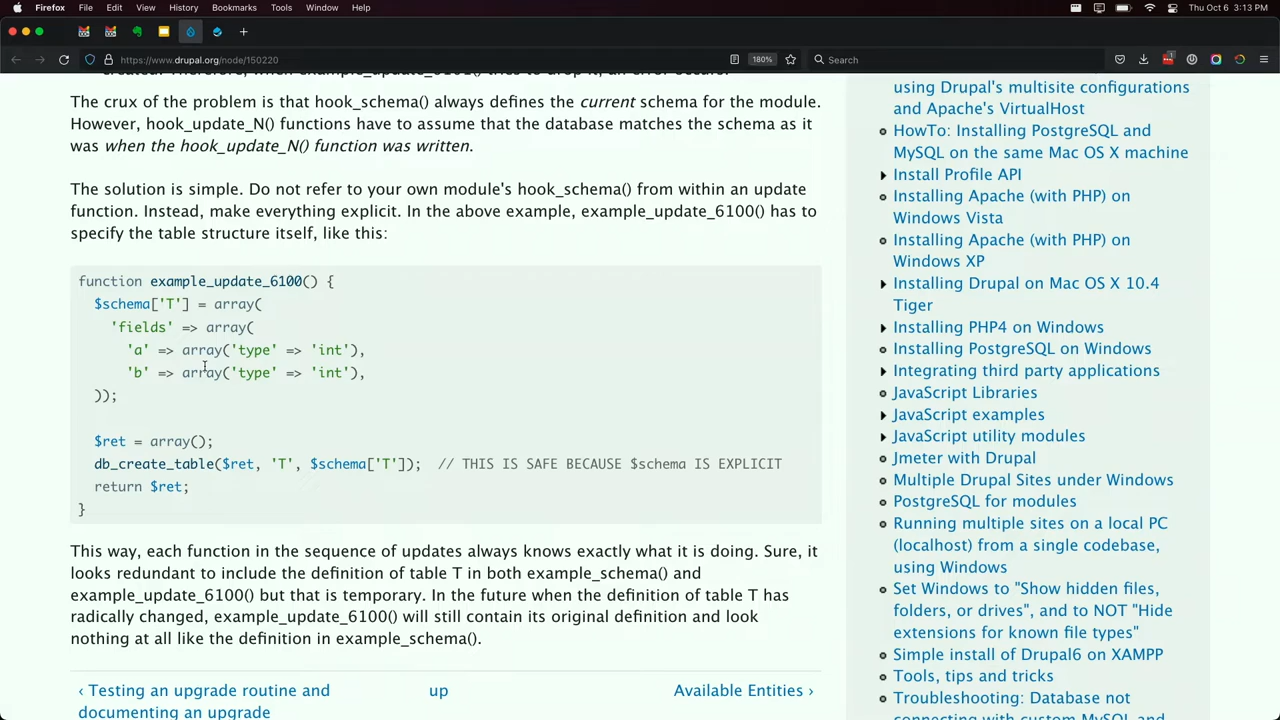 Firefox File Edit View History Bookmarks Tools Window Help Thu Oct 6 3:13 PM
https://www.drupal.org/node/150220 180% Search
The crux of the problem is that hook_schema() always defines the current schema for the module.
However, hook_update_N() functions have to assume that the database matches the schema as it
was when the hook_update_N() function was written.
The solution is simple. Do not refer to your own module's hook_schema() from within an update
function. Instead, make everything explicit. In the above example, example_update_6100() has to
specify the table structure itself, like this:
function example_update_6100() {
$schema['T'] = array(
'fields' => array(
'a' => array('type' => 'int'),
'b' => array('type' => 'int'),
));
$ret = array();
db_create_table($ret, 'T', $schema['T']); // THIS IS SAFE BECAUSE $schema IS EXPLICIT
return $ret;
}
This way, each function in the sequence of updates always knows exactly what it is doing. Sure, it
looks redundant to include the definition of table T in both example_schema() and
example_update_6100() but that is temporary. In the future when the definition of table T has
radically changed, example_update_6100() will still contain its original definition and look
nothing at all like the definition in example_schema().
‹ Testing an upgrade routine and
documenting an upgrade
up
Available Entities ›
using Drupal's multisite configurations
and Apache's VirtualHost
HowTo: Installing PostgreSQL and
MySQL on the same Mac OS X machine
Install Profile API
Installing Apache (with PHP) on
Windows Vista
Installing Apache (with PHP) on
Windows XP
Installing Drupal on Mac OS X 10.4
Tiger
Installing PHP4 on Windows
Installing PostgreSQL on Windows
Integrating third party applications
JavaScript Libraries
JavaScript examples
JavaScript utility modules
Jmeter with Drupal
Multiple Drupal Sites under Windows
PostgreSQL for modules
Running multiple sites on a local PC
(localhost) from a single codebase,
using Windows
Set Windows to "Show hidden files,
folders, or drives", and to NOT "Hide
extensions for known file types"
Simple install of Drupal6 on XAMPP
Tools, tips and tricks
Troubleshooting: Database not
connecting with custom MySQL and